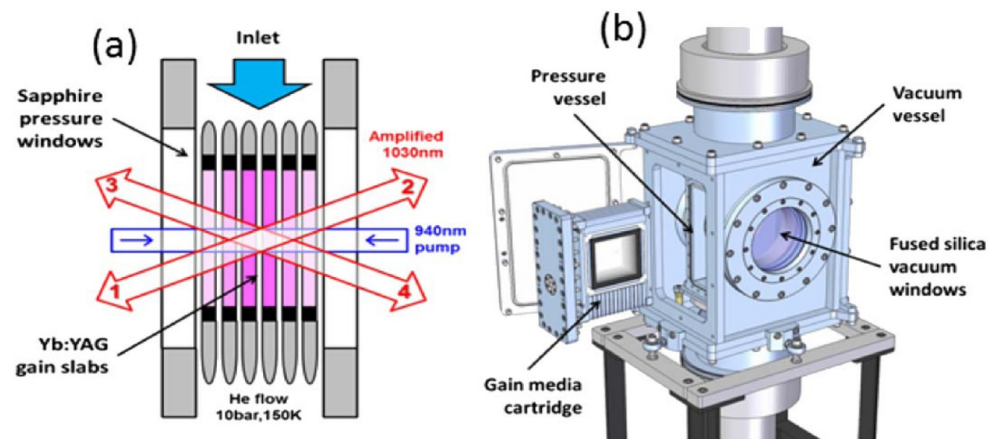 (a)
Inlet
Sapphire
pressure
windows
Amplified
1030nm
3
2
940nm
pump
1
4
Yb:YAG
gain slabs
He flow
10bar,150K
(b)
Pressure
vessel
Vacuum
vessel
Fused silica
vacuum
windows
Gain media
cartridge